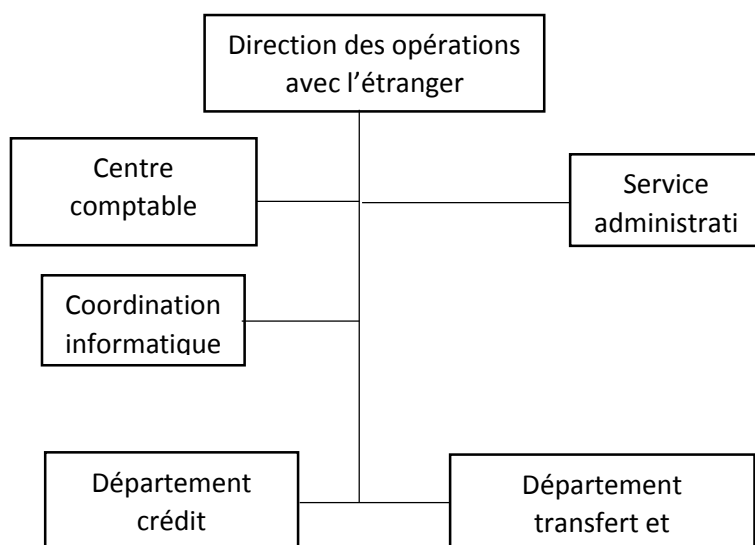 Direction des opérations
avec l’étranger
Centre
comptable
Service
administrati
Coordination
informatique
Département
crédit
Département
transfert et